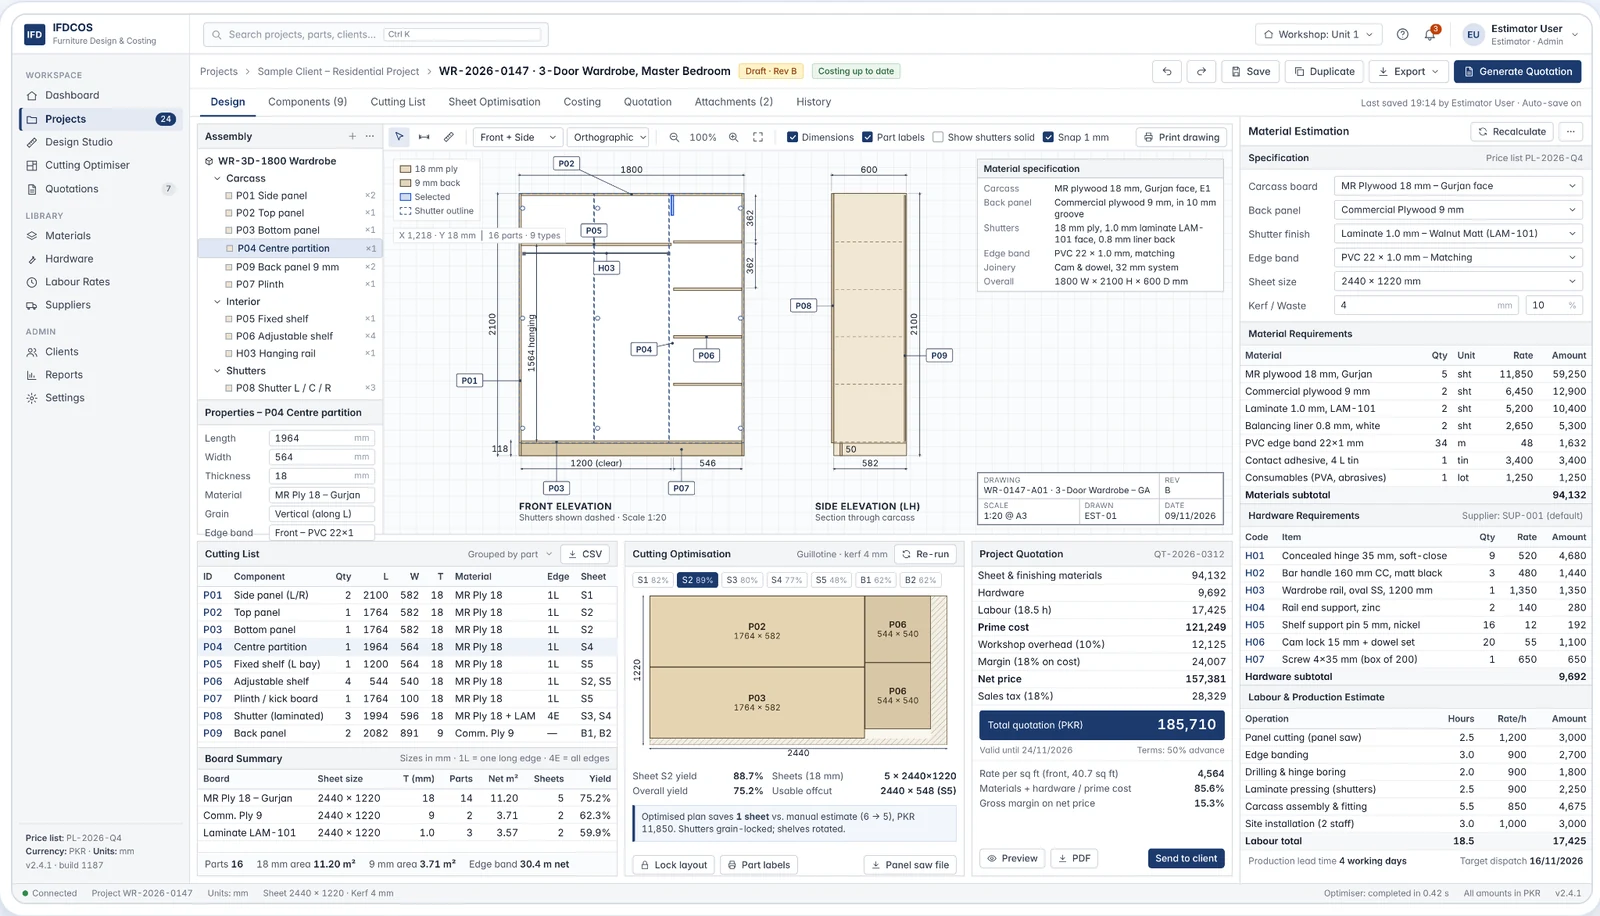 IFD
IFDCOS
Furniture Design & Costing
Search projects, parts, clients... Ctrl K
Workshop: Unit 1
3
EU
Estimator User
Estimator · Admin
WORKSPACE
Dashboard
Projects 24
Design Studio
Cutting Optimiser
Quotations 7
LIBRARY
Materials
Hardware
Labour Rates
Suppliers
ADMIN
Clients
Reports
Settings
Price list: PL-2026-Q4
Currency: PKR · Units: mm
v2.4.1 · build 1187
Projects > Sample Client – Residential Project > WR-2026-0147 · 3-Door Wardrobe, Master Bedroom Draft · Rev B Costing up to date
Save Duplicate Export Generate Quotation
Design Components (9) Cutting List Sheet Optimisation Costing Quotation Attachments (2) History
Last saved 19:14 by Estimator User · Auto-save on
Assembly
WR-3D-1800 Wardrobe
Carcass
P01 Side panel ×2
P02 Top panel ×1
P03 Bottom panel ×1
P04 Centre partition ×1
P09 Back panel 9 mm ×2
P07 Plinth ×1
Interior
P05 Fixed shelf ×1
P06 Adjustable shelf ×4
H03 Hanging rail ×1
Shutters
P08 Shutter L / C / R ×3
Properties – P04 Centre partition
Length 1964 mm
Width 564 mm
Thickness 18 mm
Material MR Ply 18 – Gurjan
Grain Vertical (along L)
Edge band Front – PVC 22×1
Front + Side Orthographic 100% Dimensions Part labels Show shutters solid Snap 1 mm Print drawing
18 mm ply
9 mm back
Selected
Shutter outline
X 1,218 · Y 18 mm | 16 parts · 9 types
P02
1800
P05
H03
362
362
2100
1564 hanging
P04
P06
P01
118
1200 (clear)
546
P03
P07
FRONT ELEVATION
Shutters shown dashed · Scale 1:20
600
P08
2100
P09
50
582
SIDE ELEVATION (LH)
Section through carcass
Material specification
Carcass MR plywood 18 mm, Gurjan face, E1
Back panel Commercial plywood 9 mm, in 10 mm
groove
Shutters 18 mm ply, 1.0 mm laminate LAM-
101 face, 0.8 mm liner back
Edge band PVC 22 × 1.0 mm, matching
Joinery Cam & dowel, 32 mm system
Overall 1800 W × 2100 H × 600 D mm
DRAWING REV
WR-0147-A01 · 3-Door Wardrobe – GA B
SCALE DATE
1:20 @ A3 EST-01 09/11/2026
Cutting List Grouped by part CSV
ID Component Qty L W T Material Edge Sheet
P01 Side panel (L/R) 2 2100 582 18 MR Ply 18 1L S1
P02 Top panel 1 1764 582 18 MR Ply 18 1L S2
P03 Bottom panel 1 1764 582 18 MR Ply 18 1L S2
P04 Centre partition 1 1964 564 18 MR Ply 18 1L S4
P05 Fixed shelf (L bay) 1 1200 564 18 MR Ply 18 1L S5
P06 Adjustable shelf 4 544 540 18 MR Ply 18 1L S2, S5
P07 Plinth / kick board 1 1764 100 18 MR Ply 18 1L S5
P08 Shutter (laminated) 3 1994 596 18 MR Ply 18 + LAM 4E S3, S4
P09 Back panel 2 2082 891 9 Comm. Ply 9 — B1, B2
Board Summary Sizes in mm · 1L = one long edge · 4E = all edges
Board Sheet size T (mm) Parts Net m² Sheets Yield
MR Ply 18 – Gurjan 2440 × 1220 18 14 11.20 5 75.2%
Comm. Ply 9 2440 × 1220 9 2 3.71 2 62.3%
Laminate LAM-101 2440 × 1220 1.0 3 3.57 2 59.9%
Parts 16 18 mm area 11.20 m² 9 mm area 3.71 m² Edge band 30.4 m net
Cutting Optimisation Guillotine · kerf 4 mm Re-run
S1 82% S2 89% S3 80% S4 77% S5 48% B1 62% B2 62%
P02
1764 × 582
P06
544 × 540
1220
P03
1764 × 582
P06
544 × 540
2440
Sheet S2 yield 88.7% Sheets (18 mm) 5 × 2440×1220
Overall yield 75.2% Usable offcut 2440 × 548 (S5)
Optimised plan saves 1 sheet vs. manual estimate (6 → 5), PKR
11,850. Shutters grain-locked; shelves rotated.
Lock layout Part labels Panel saw file
Project Quotation QT-2026-0312
Sheet & finishing materials 94,132
Hardware 9,692
Labour (18.5 h) 17,425
Prime cost 121,249
Workshop overhead (10%) 12,125
Margin (18% on cost) 24,007
Net price 157,381
Sales tax (18%) 28,329
Total quotation (PKR) 185,710
Valid until 24/11/2026 Terms: 50% advance
Rate per sq ft (front, 40.7 sq ft) 4,564
Materials + hardware / prime cost 85.6%
Gross margin on net price 15.3%
Preview PDF Send to client
Material Estimation Recalculate
Specification Price list PL-2026-Q4
Carcass board MR Plywood 18 mm – Gurjan face
Back panel Commercial Plywood 9 mm
Shutter finish Laminate 1.0 mm – Walnut Matt (LAM-101)
Edge band PVC 22 × 1.0 mm – Matching
Sheet size 2440 × 1220 mm
Kerf / Waste 4 mm 10 %
Material Requirements
Material Qty Unit Rate Amount
MR plywood 18 mm, Gurjan 5 sht 11,850 59,250
Commercial plywood 9 mm 2 sht 6,450 12,900
Laminate 1.0 mm, LAM-101 2 sht 5,200 10,400
Balancing liner 0.8 mm, white 2 sht 2,650 5,300
PVC edge band 22×1 mm 34 m 48 1,632
Contact adhesive, 4 L tin 1 tin 3,400 3,400
Consumables (PVA, abrasives) 1 lot 1,250 1,250
Materials subtotal 94,132
Hardware Requirements Supplier: SUP-001 (default)
Code Item Qty Rate Amount
H01 Concealed hinge 35 mm, soft-close 9 520 4,680
H02 Bar handle 160 mm CC, matt black 3 480 1,440
H03 Wardrobe rail, oval SS, 1200 mm 1 1,350 1,350
H04 Rail end support, zinc 2 140 280
H05 Shelf support pin 5 mm, nickel 16 12 192
H06 Cam lock 15 mm + dowel set 20 55 1,100
H07 Screw 4×35 mm (box of 200) 1 650 650
Hardware subtotal 9,692
Labour & Production Estimate
Operation Hours Rate/h Amount
Panel cutting (panel saw) 2.5 1,200 3,000
Edge banding 3.0 900 2,700
Drilling & hinge boring 2.0 900 1,800
Laminate pressing (shutters) 2.5 900 2,250
Carcass assembly & fitting 5.5 850 4,675
Site installation (2 staff) 3.0 1,000 3,000
Labour total 18.5 17,425
Production lead time 4 working days Target dispatch 16/11/2026
Connected Project WR-2026-0147 Units: mm Sheet 2440 × 1220 · Kerf 4 mm
Optimiser: completed in 0.42 s All amounts in PKR v2.4.1